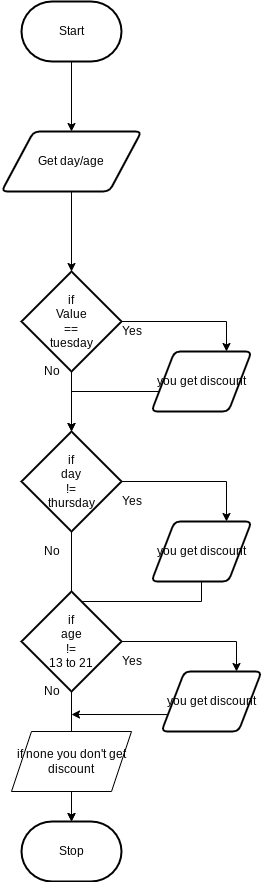 Start
Get day/age
if
Value
==
tuesday
Yes
No
you get discount
if
day
!=
thursday
Yes
No
you get discount
if
age
!=
13 to 21
Yes
No
you get discount
if none you don't get
discount
Stop